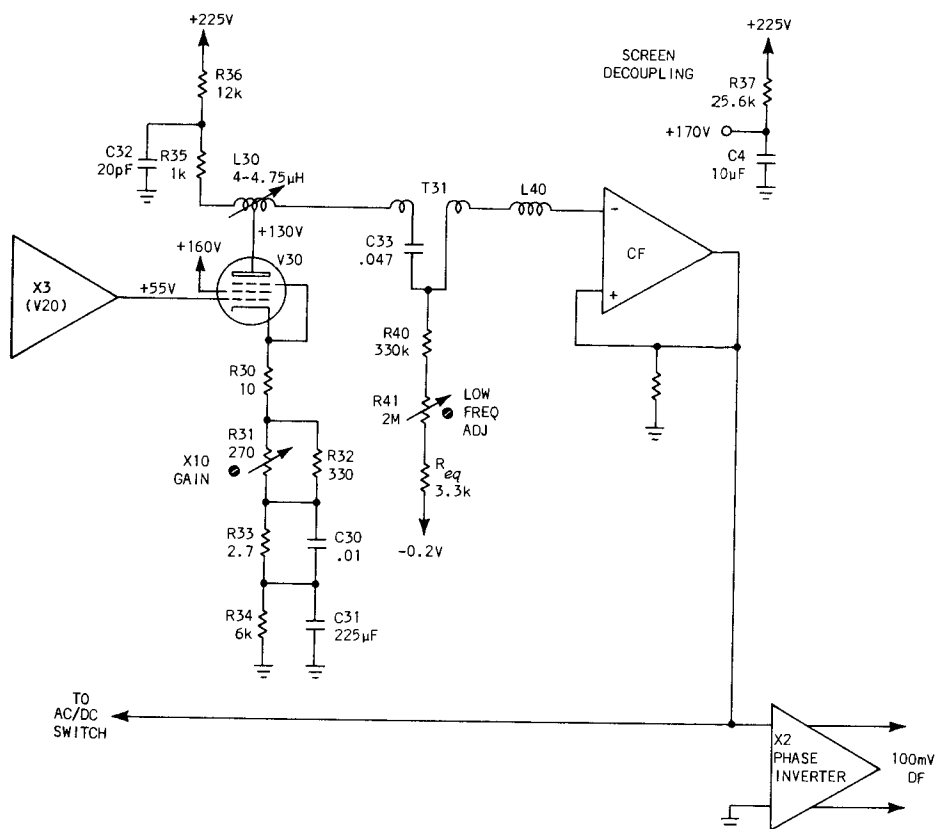 +225V
R36
12k
C32
20pF
R35
1k
L30
4-4.75µH
+130V
+160V
V30
X3
(V20)
+55V
R30
10
R31
270
X10
GAIN
R32
330
R33
2.7
C30
.01
R34
6k
C31
225µF
T31
C33
.047
L40
R40
330k
R41
2M
LOW
FREQ
ADJ
Req
3.3k
-0.2V
SCREEN
DECOUPLING
+225V
R37
25.6k
+170V
C4
10µF
-
CF
+
TO
AC/DC
SWITCH
X2
PHASE
INVERTER
100mV
DF